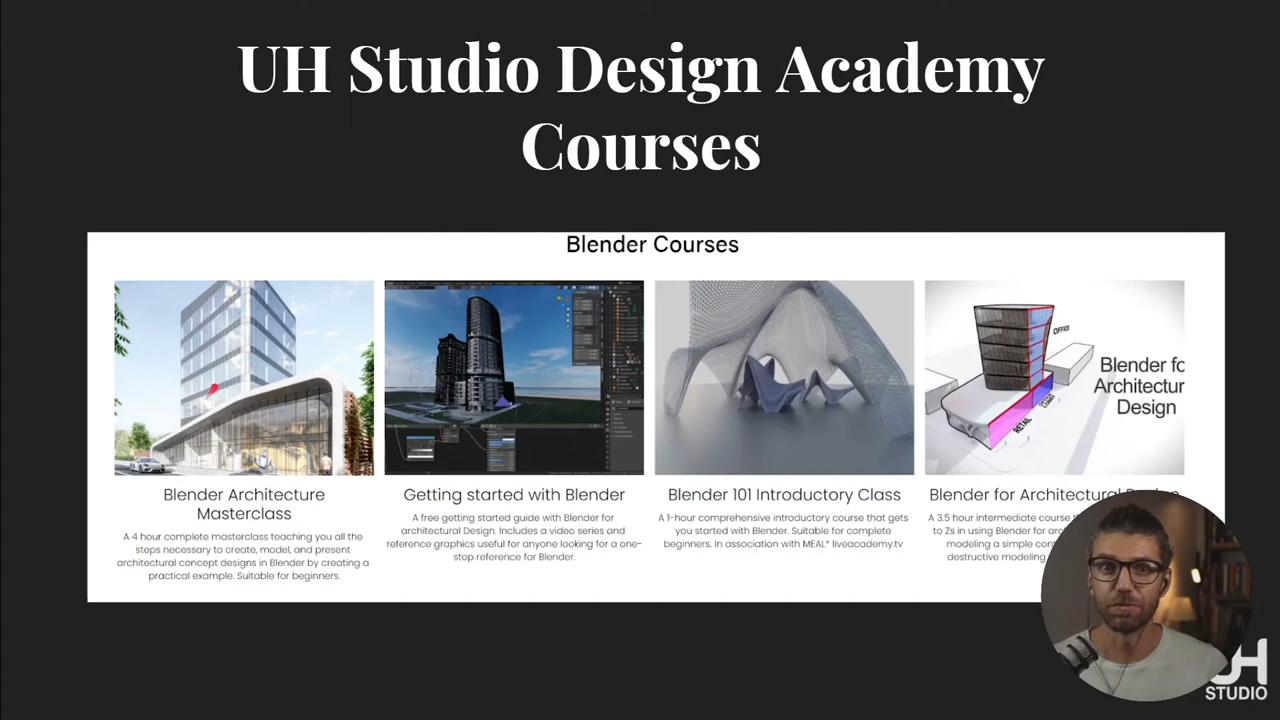 UH Studio Design Academy
Courses
Blender Courses
OFFICE
RETAIL
Blender fo
Architectur
Design
Blender Architecture
Masterclass
A 4 hour complete masterclass teaching you all the
steps necessary to create, model, and present
architectural concept designs in Blender by creating a
practical example. Suitable for beginners.
Getting started with Blender
A free getting started guide with Blender for
architectural Design. Includes a video series and
reference graphics useful for anyone looking for a one-
stop reference for Blender.
Blender 101 Introductory Class
A 1-hour comprehensive introductory course that gets
you started with Blender. Suitable for complete
beginners. In association with MEAL* liveacademy.tv
Blender for Architectural Design
A 3.5 hour intermediate course
to Zs in using Blender for
modeling a simple
destructive modeling
UH
STUDIO